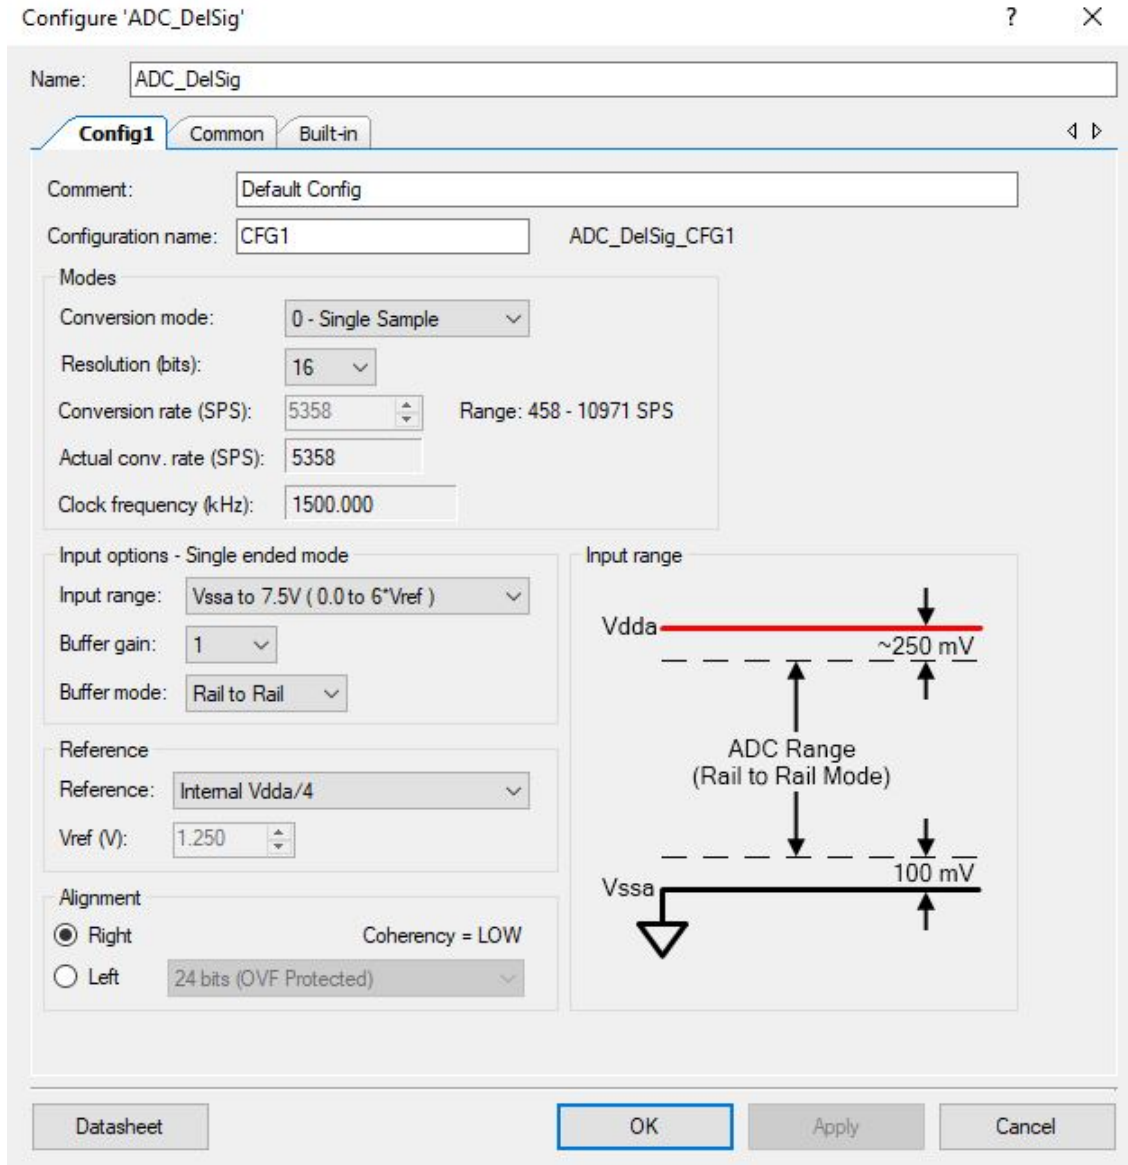 Configure 'ADC_DelSig' ? ×
Name: ADC_DelSig
Config1 Common Built-in
Comment: Default Config
Configuration name: CFG1 ADC_DelSig_CFG1
Modes
Conversion mode: 0 - Single Sample
Resolution (bits): 16
Conversion rate (SPS): 5358 Range: 458 - 10971 SPS
Actual conv. rate (SPS): 5358
Clock frequency (kHz): 1500.000
Input options - Single ended mode
Input range: Vssa to 7.5V ( 0.0 to 6*Vref )
Buffer gain: 1
Buffer mode: Rail to Rail
Reference
Reference: Internal Vdda/4
Vref (V): 1.250
Alignment
Right Coherency = LOW
Left 24 bits (OVF Protected)
Input range
Vdda
~250 mV
ADC Range
(Rail to Rail Mode)
100 mV
Vssa
Datasheet OK Apply Cancel